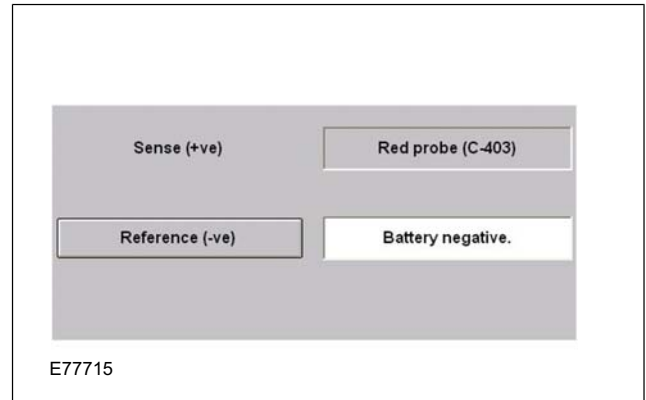 Sense (+ve) Red probe (C-403)
Reference (-ve) Battery negative.
E77715